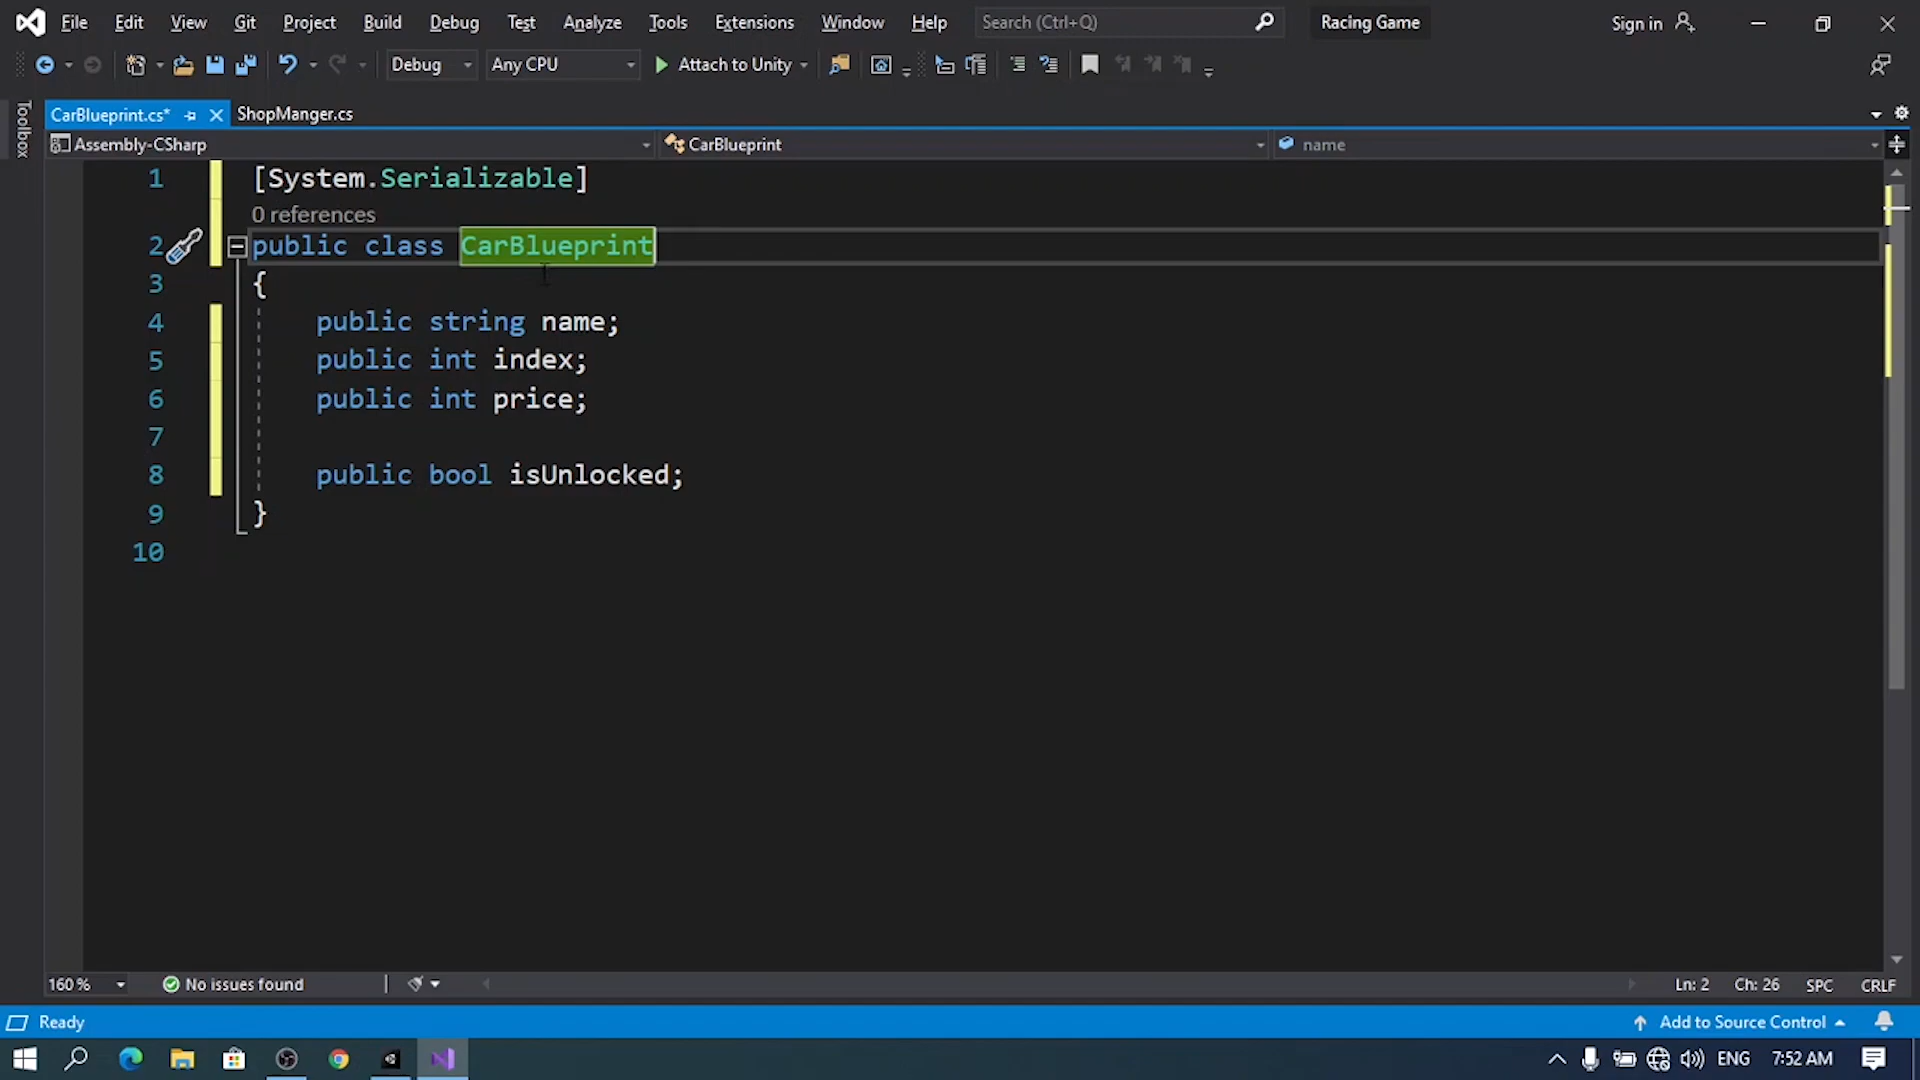 File Edit View Git Project Build Debug Test Analyze Tools Extensions Window Help Search (Ctrl+Q) Racing Game Sign in
Debug Any CPU Attach to Unity
Toolbox
CarBlueprint.cs* ShopManger.cs
Assembly-CSharp CarBlueprint name
1 [System.Serializable]
0 references
2 public class CarBlueprint
3 {
4 public string name;
5 public int index;
6 public int price;
7
8 public bool isUnlocked;
9 }
10
160 % No issues found Ln: 2 Ch: 26 SPC CRLF
Ready Add to Source Control
ENG 7:52 AM